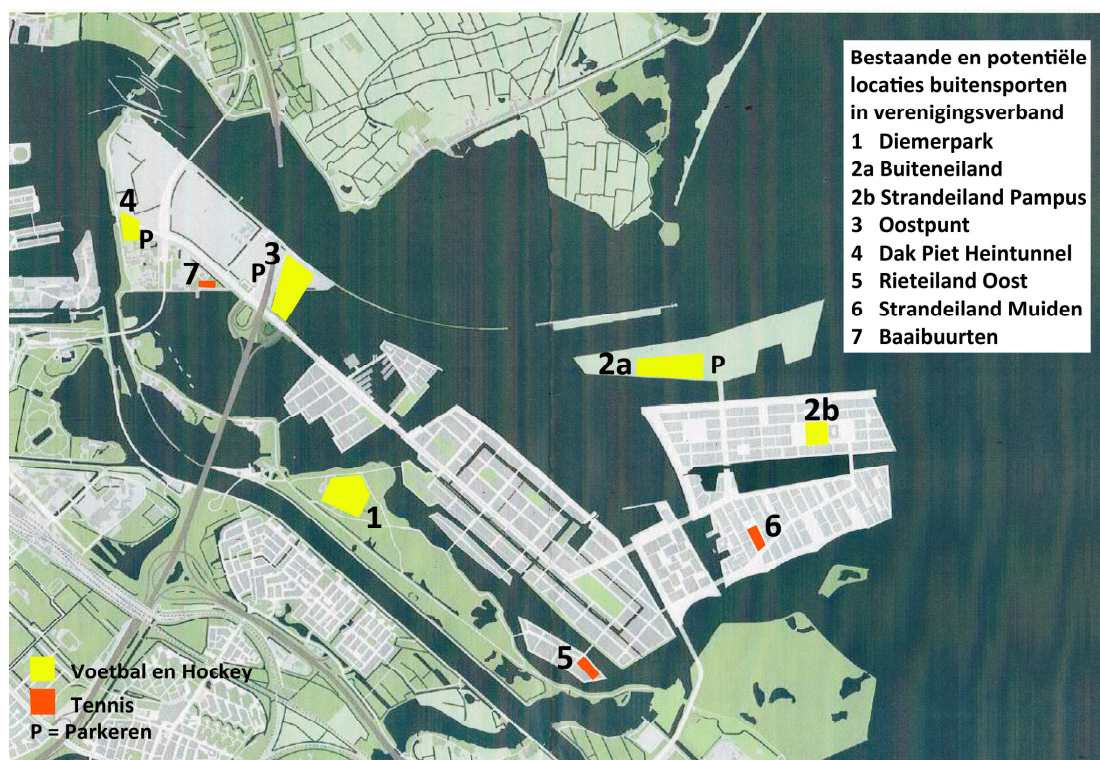 Bestaande en potentiële
locaties buitensporten
in verenigingsverband
1 Diemerpark
2a Buiteneiland
2b Strandeiland Pampus
3 Oostpunt
4 Dak Piet Heintunnel
5 Rieteiland Oost
6 Strandeiland Muiden
7 Baaibuurten
4
P
3
7
P
2a
P
2b
1
6
5
Voetbal en Hockey
Tennis
P = Parkeren